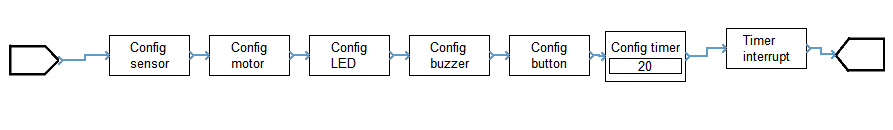 Config
sensor
Config
motor
Config
LED
Config
buzzer
Config
button
Config timer
20
Timer
interrupt